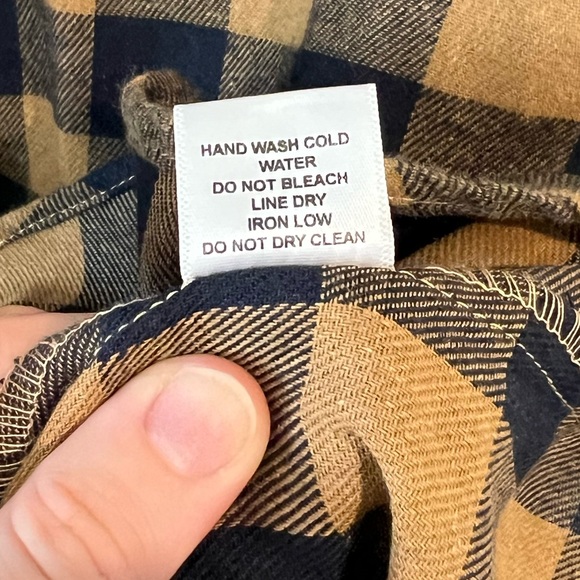 HAND WASH COLD
WATER
DO NOT BLEACH
LINE DRY
IRON LOW
DO NOT DRY CLEAN